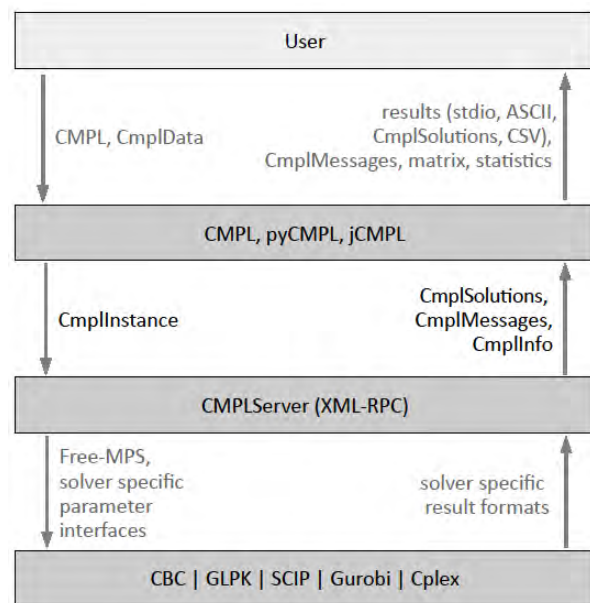 User
CMPL, CmplData
results (stdio, ASCII,
CmplSolutions, CSV),
CmplMessages, matrix, statistics
CMPL, pyCMPL, jCMPL
CmplInstance
CmplSolutions,
CmplMessages,
CmplInfo
CMPLServer (XML-RPC)
Free-MPS,
solver specific
parameter
interfaces
solver specific
result formats
CBC | GLPK | SCIP | Gurobi | Cplex